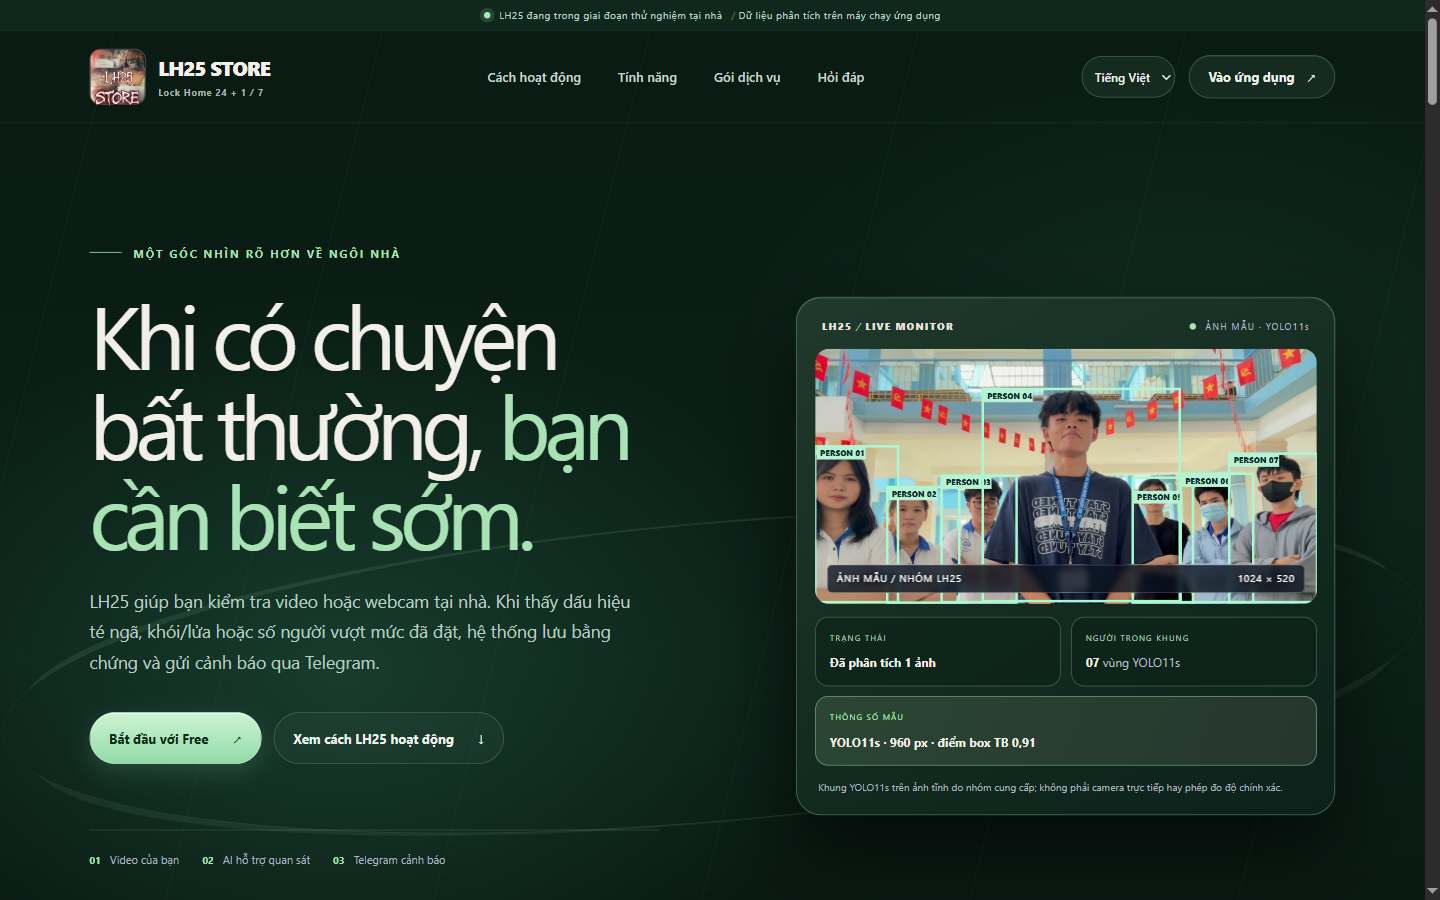 LH25 đang trong giai đoạn thử nghiệm tại nhà / Dữ liệu phân tích trên máy chạy ứng dụng
LH25
STORE
LH25 STORE
Lock Home 24 + 1 / 7
Cách hoạt động
Tính năng
Gói dịch vụ
Hỏi đáp
Tiếng Việt
Vào ứng dụng ↗
MỘT GÓC NHÌN RÕ HƠN VỀ NGÔI NHÀ
Khi có chuyện
bất thường, bạn
cần biết sớm.
LH25 giúp bạn kiểm tra video hoặc webcam tại nhà. Khi thấy dấu hiệu
té ngã, khói/lửa hoặc số người vượt mức đã đặt, hệ thống lưu bằng
chứng và gửi cảnh báo qua Telegram.
Bắt đầu với Free ↗
Xem cách LH25 hoạt động ↓
01 Video của bạn
02 AI hỗ trợ quan sát
03 Telegram cảnh báo
LH25 / LIVE MONITOR
ẢNH MẪU · YOLO11s
PERSON 04
PERSON 01
PERSON 07
PERSON 02
PERSON 03
PERSON 06
PERSON 05
ẢNH MẪU / NHÓM LH25
1024 × 520
TRẠNG THÁI
Đã phân tích 1 ảnh
NGƯỜI TRONG KHUNG
07 vùng YOLO11s
THÔNG SỐ MẪU
YOLO11s · 960 px · điểm box TB 0,91
Khung YOLO11s trên ảnh tĩnh do nhóm cung cấp; không phải camera trực tiếp hay phép đo độ chính xác.